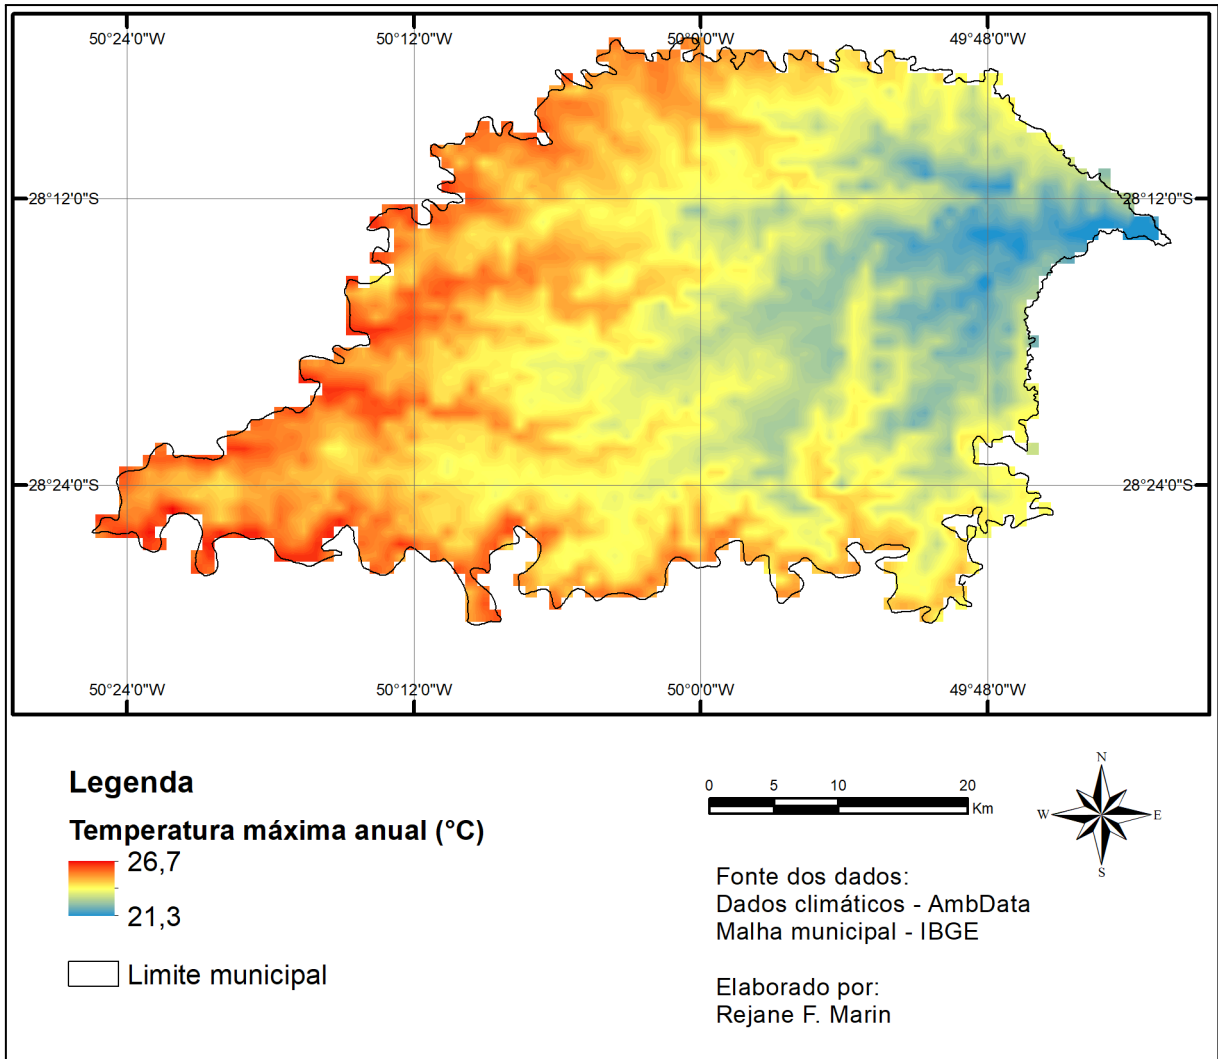 50°24'0"W 50°12'0"W 50°0'0"W 49°48'0"W
28°12'0"S 28°12'0"S
28°24'0"S 28°24'0"S
50°24'0"W 50°12'0"W 50°0'0"W 49°48'0"W
Legenda
Temperatura máxima anual (°C)
26,7
21,3
Limite municipal
0 5 10 20
Km
N
W E
S
Fonte dos dados:
Dados climáticos - AmbData
Malha municipal - IBGE
Elaborado por:
Rejane F. Marin